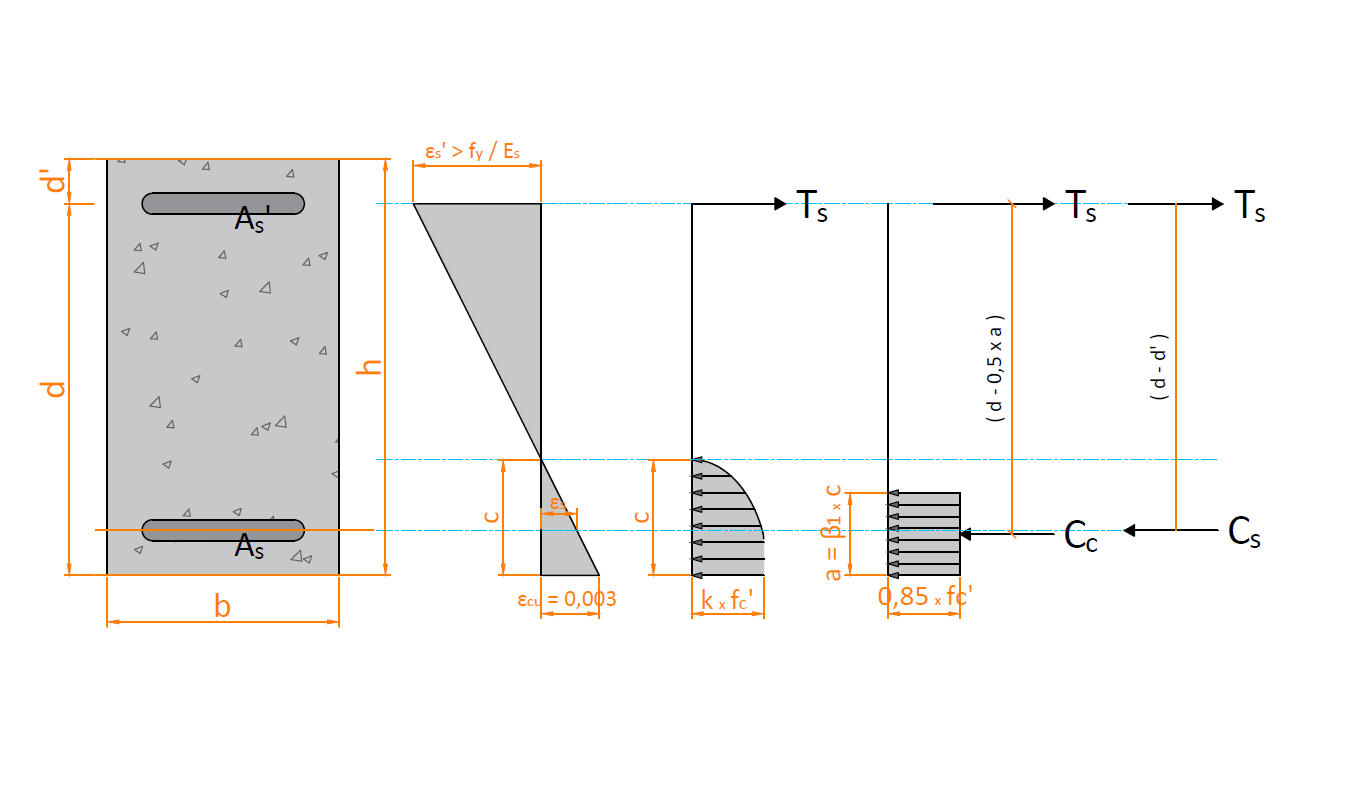 d'
As'
d
h
As
b
εs' > fy / Es
c
εs
εcu = 0,003
Ts
c
k x fc'
Ts
a = β1 x c
0,85 x fc'
( d - 0,5 x a )
Cc
Ts
( d - d' )
Cs